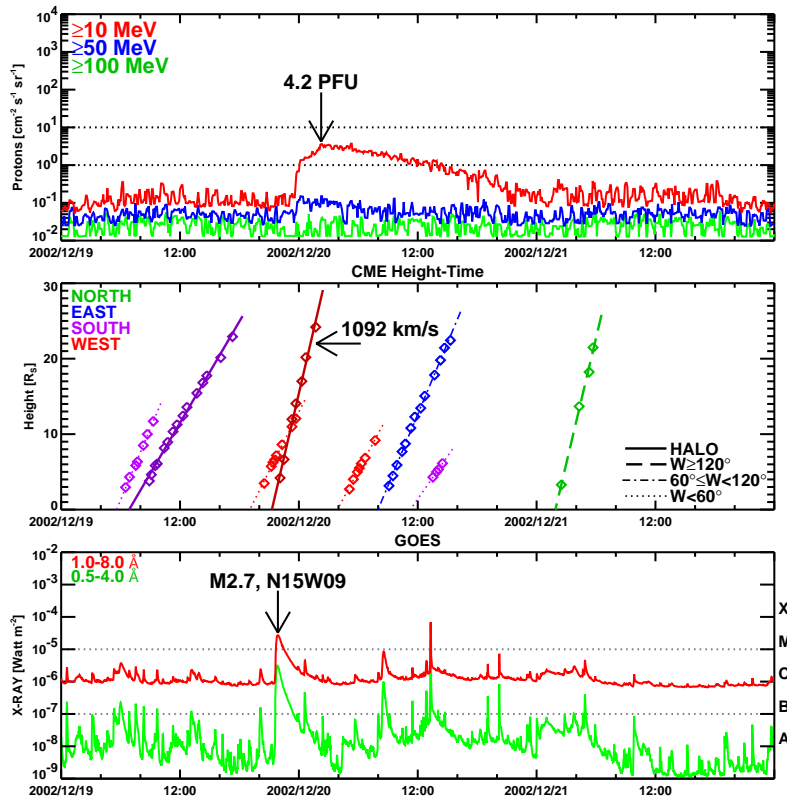 ≥10 MeV
≥50 MeV
≥100 MeV
4.2 PFU
Protons [cm⁻² s⁻¹ sr⁻¹]
10⁴
10³
10²
10¹
10⁰
10⁻¹
10⁻²
2002/12/19 12:00 2002/12/20 12:00 2002/12/21 12:00
CME Height-Time
NORTH
EAST
SOUTH
WEST
1092 km/s
Height [Rₛ]
30
20
10
0
HALO
W≥120°
60°≤W<120°
W<60°
2002/12/19 12:00 2002/12/20 12:00 2002/12/21 12:00
GOES
1.0-8.0 Å
0.5-4.0 Å
M2.7, N15W09
X-RAY [Watt m⁻²]
10⁻²
10⁻³
10⁻⁴
10⁻⁵
10⁻⁶
10⁻⁷
10⁻⁸
10⁻⁹
X
M
C
B
A
2002/12/19 12:00 2002/12/20 12:00 2002/12/21 12:00